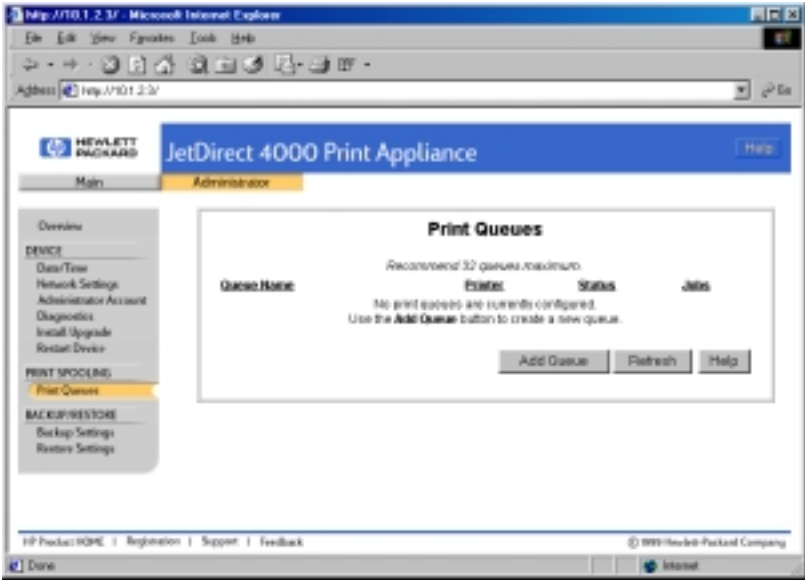 http://10.1.2.3/ - Microsoft Internet Explorer
File Edit View Favorites Tools Help
Address http://10.1.2.3/ Go
HEWLETT PACKARD
JetDirect 4000 Print Appliance
Help
Main Administrator
Overview
DEVICE
Date/Time
Network Settings
Administrator Account
Diagnostics
Install Upgrade
Restart Device
PRINT SPOOLING
Print Queues
BACKUP/RESTORE
Backup Settings
Restore Settings
Print Queues
Recommend 32 queues maximum.
Queue Name Printer Status Jobs
No print queues are currently configured.
Use the Add Queue button to create a new queue.
Add Queue Refresh Help
HP Product HOME | Registration | Support | Feedback
© 1999 Hewlett-Packard Company
Done Internet